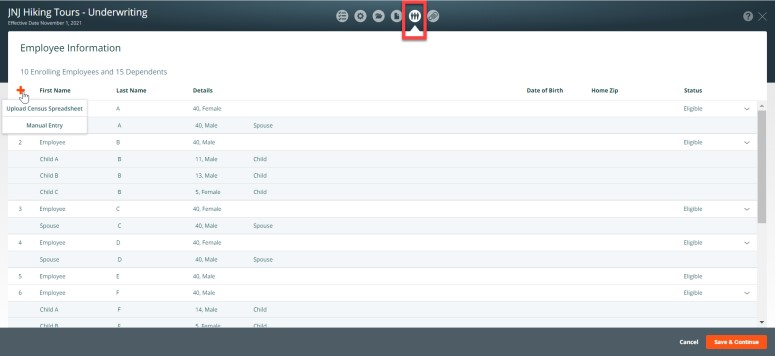 JNJ Hiking Tours - Underwriting
Effective Date November 1, 2021
Employee Information
10 Enrolling Employees and 15 Dependents
First Name Last Name Details Date of Birth Home Zip Status
Upload Census Spreadsheet
Manual Entry
A 40, Female Eligible
A 40, Male Spouse
2 Employee B 40, Male Eligible
Child A B 11, Male Child
Child B B 13, Male Child
Child C B 5, Female Child
3 Employee C 40, Female Eligible
Spouse C 40, Male Spouse
4 Employee D 40, Female Eligible
Spouse D 40, Male Spouse
5 Employee E 40, Male Eligible
6 Employee F 40, Male Eligible
Child A F 14, Male Child
Child B F 5, Female Child
Cancel Save & Continue